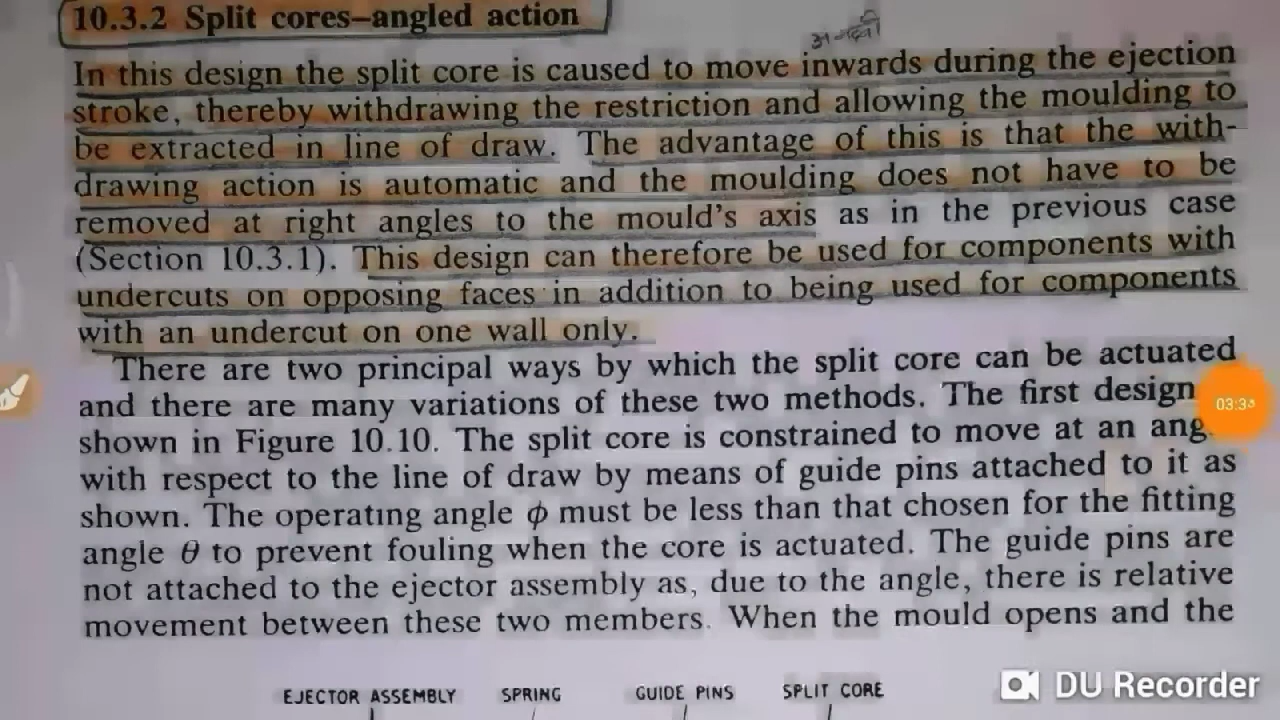 10.3.2 Split cores–angled action
In this design the split core is caused to move inwards during the ejection
stroke, thereby withdrawing the restriction and allowing the moulding to
be extracted in line of draw. The advantage of this is that the with-
drawing action is automatic and the moulding does not have to be
removed at right angles to the mould's axis as in the previous case
(Section 10.3.1). This design can therefore be used for components with
undercuts on opposing faces in addition to being used for components
with an undercut on one wall only.
There are two principal ways by which the split core can be actuated
and there are many variations of these two methods. The first design
shown in Figure 10.10. The split core is constrained to move at an ang
with respect to the line of draw by means of guide pins attached to it as
shown. The operating angle ϕ must be less than that chosen for the fitting
angle θ to prevent fouling when the core is actuated. The guide pins are
not attached to the ejector assembly as, due to the angle, there is relative
movement between these two members. When the mould opens and the
EJECTOR ASSEMBLY SPRING GUIDE PINS SPLIT CORE
DU Recorder